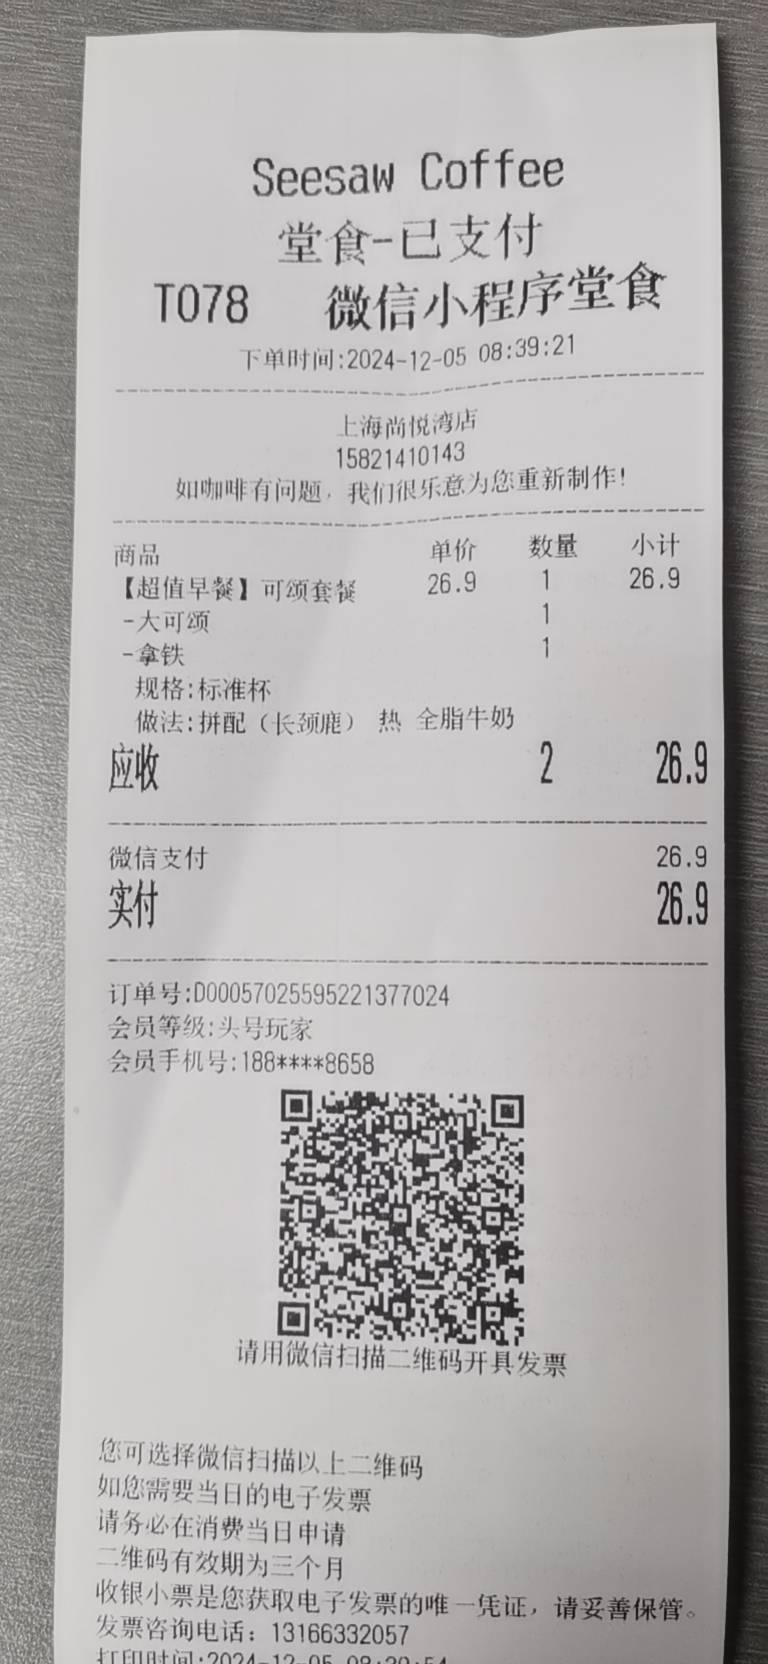 Seesaw Coffee
堂食-已支付
T078 微信小程序堂食
下单时间:2024-12-05 08:39:21
上海尚悦湾店
15821410143
如咖啡有问题，我们很乐意为您重新制作!
商品 单价 数量 小计
【超值早餐】可颂套餐 26.9 1 26.9
-大可颂 1
-拿铁 1
规格:标准杯
做法:拼配（长颈鹿） 热 全脂牛奶
应收 2 26.9
微信支付 26.9
实付 26.9
订单号:D000570255595221377024
会员等级:头号玩家
会员手机号:188****8658
请用微信扫描二维码开具发票
您可选择微信扫描以上二维码
如您需要当日的电子发票
请务必在消费当日申请
二维码有效期为三个月
收银小票是您获取电子发票的唯一凭证，请妥善保管。
发票咨询电话：13166332057
打印时间:2024-12-05 08:39:54